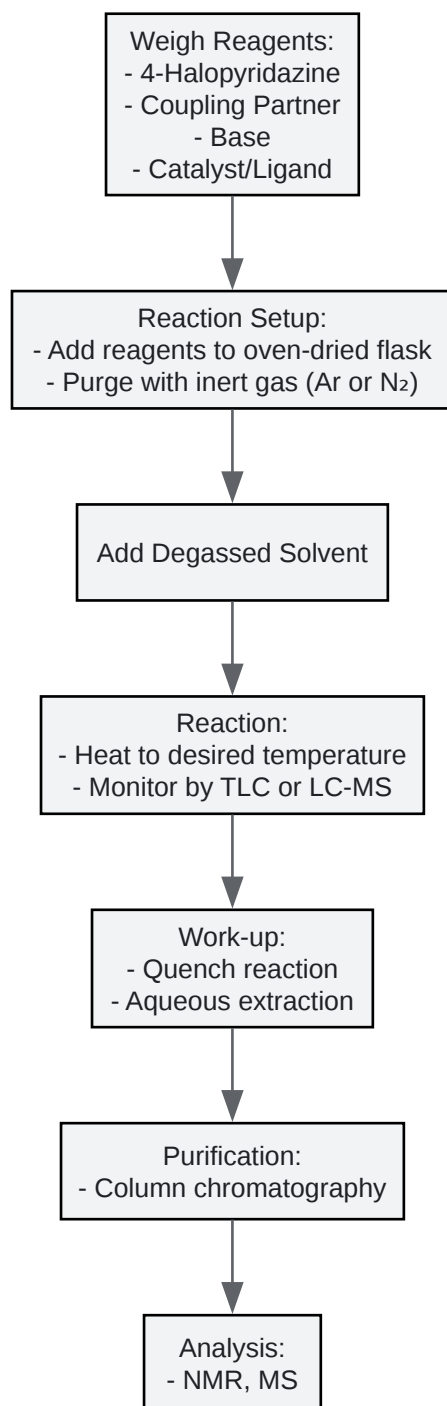 Weigh Reagents:
- 4-Halopyridazine
- Coupling Partner
- Base
- Catalyst/Ligand
Reaction Setup:
- Add reagents to oven-dried flask
- Purge with inert gas (Ar or N₂)
Add Degassed Solvent
Reaction:
- Heat to desired temperature
- Monitor by TLC or LC-MS
Work-up:
- Quench reaction
- Aqueous extraction
Purification:
- Column chromatography
Analysis:
- NMR, MS